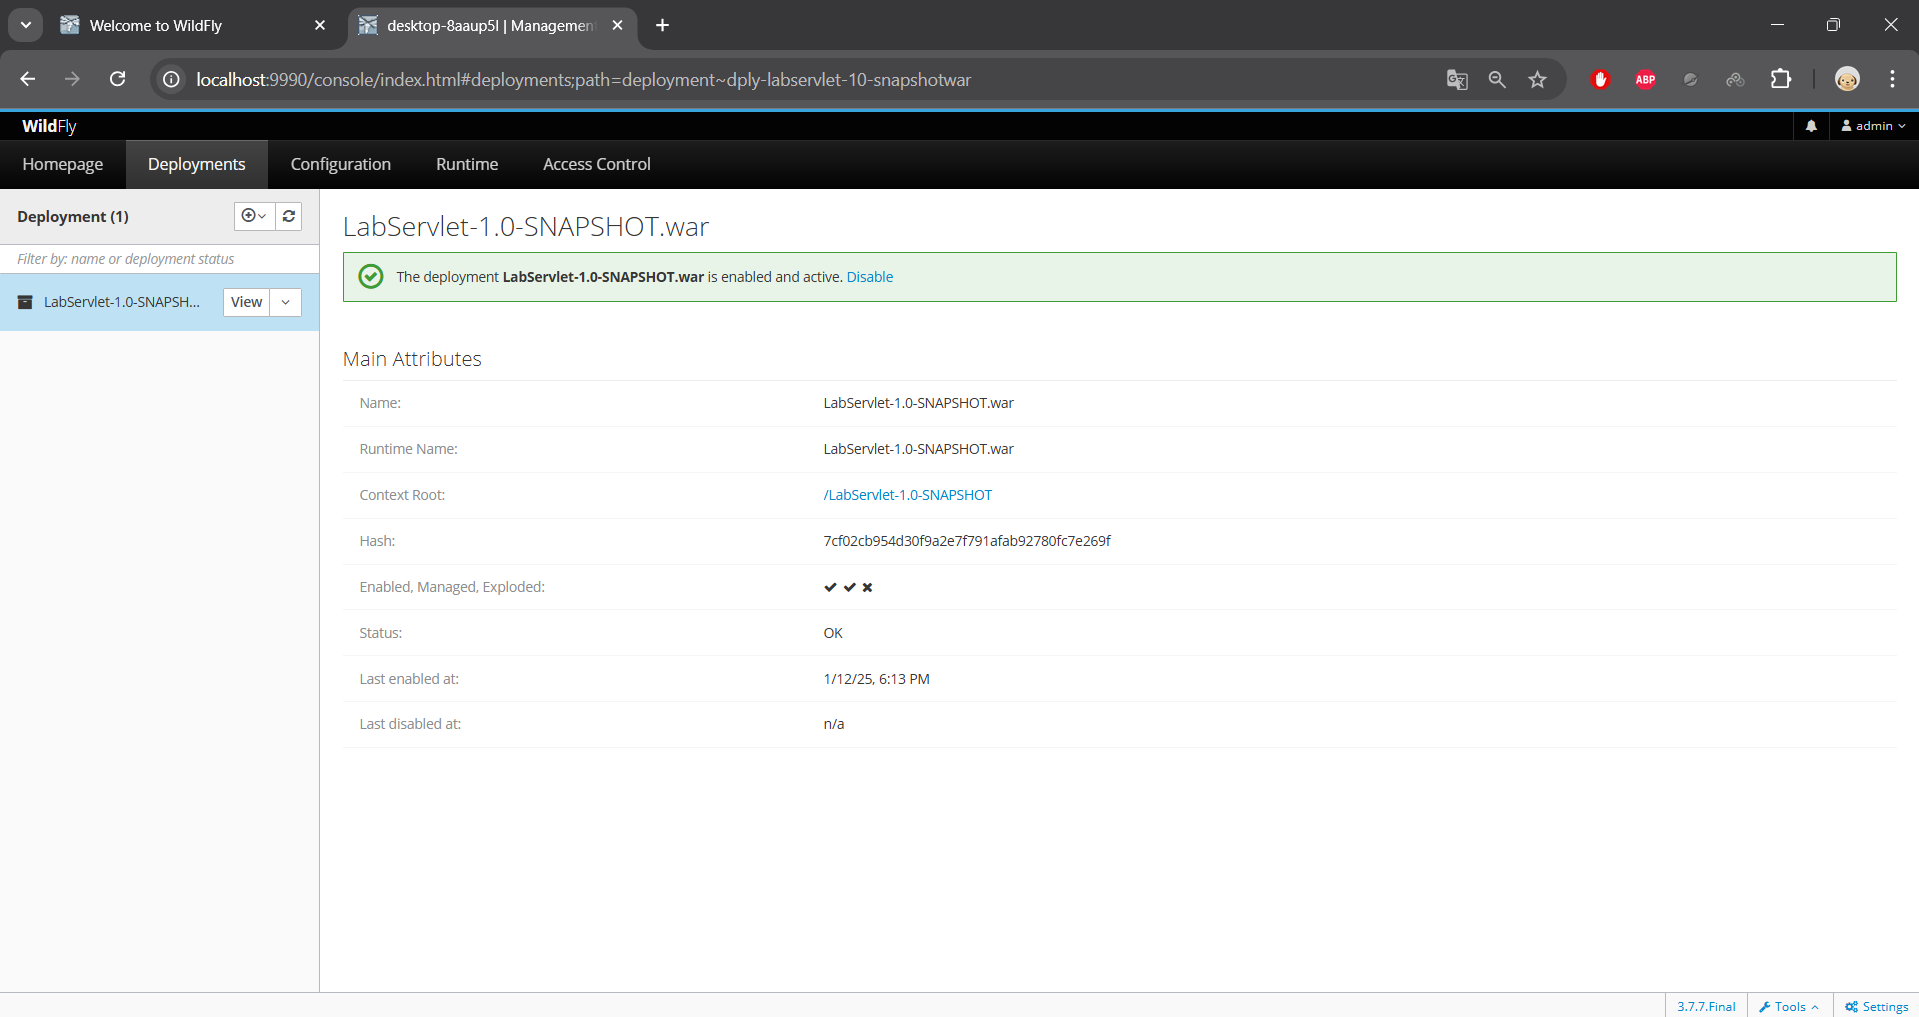 Welcome to WildFly
desktop-8aaup5l | Managemen
localhost:9990/console/index.html#deployments;path=deployment~dply-labservlet-10-snapshotwar
ABP
WildFly
admin
Homepage
Deployments
Configuration
Runtime
Access Control
Deployment (1)
Filter by: name or deployment status
LabServlet-1.0-SNAPSH...
View
LabServlet-1.0-SNAPSHOT.war
The deployment LabServlet-1.0-SNAPSHOT.war is enabled and active. Disable
Main Attributes
Name: LabServlet-1.0-SNAPSHOT.war
Runtime Name: LabServlet-1.0-SNAPSHOT.war
Context Root: /LabServlet-1.0-SNAPSHOT
Hash: 7cf02cb954d30f9a2e7f791afab92780fc7e269f
Enabled, Managed, Exploded:
Status: OK
Last enabled at: 1/12/25, 6:13 PM
Last disabled at: n/a
3.7.7.Final
Tools
Settings